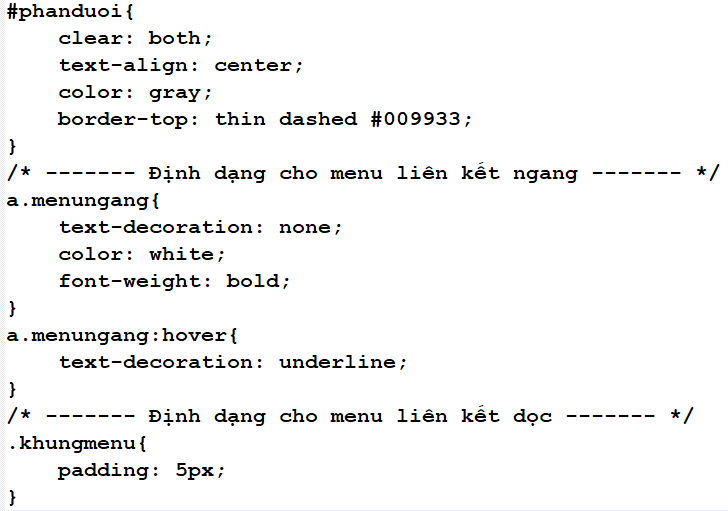 #phanduoi{
    clear: both;
    text-align: center;
    color: gray;
    border-top: thin dashed #009933;
}
/* ------- Định dạng cho menu liên kết ngang ------- */
a.menungang{
    text-decoration: none;
    color: white;
    font-weight: bold;
}
a.menungang:hover{
    text-decoration: underline;
}
/* ------- Định dạng cho menu liên kết dọc ------- */
.khungmenu{
    padding: 5px;
}